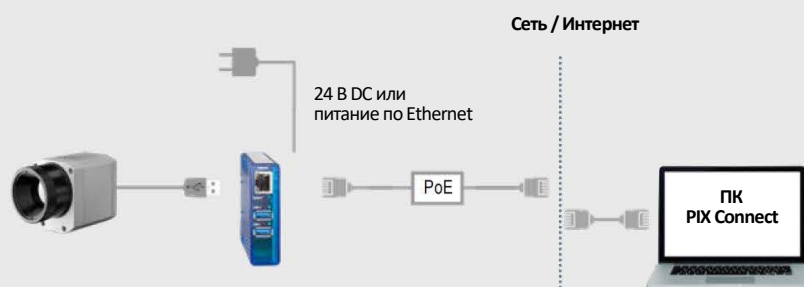 Сеть / Интернет
24 В DC или
питание по Ethernet
PoE
ПК
PIX Connect